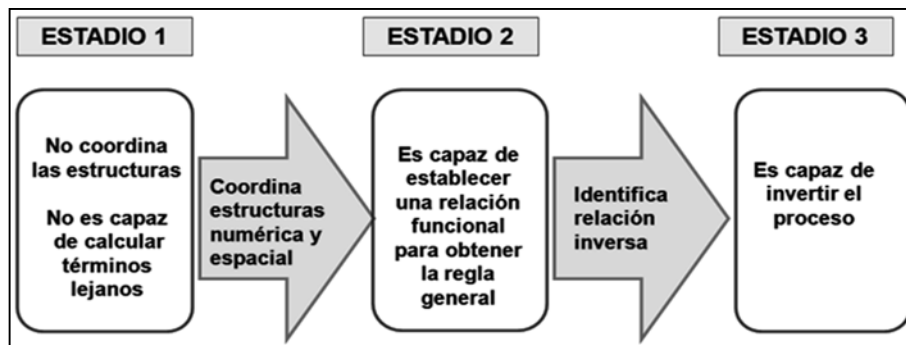 ESTADIO 1
ESTADIO 2
ESTADIO 3
No coordina
las estructuras
No es capaz
de calcular
términos
lejanos
Coordina
estructuras
numérica y
espacial
Es capaz de
establecer
una relación
funcional
para obtener
la regla
general
Identifica
relación
inversa
Es capaz de
invertir el
proceso